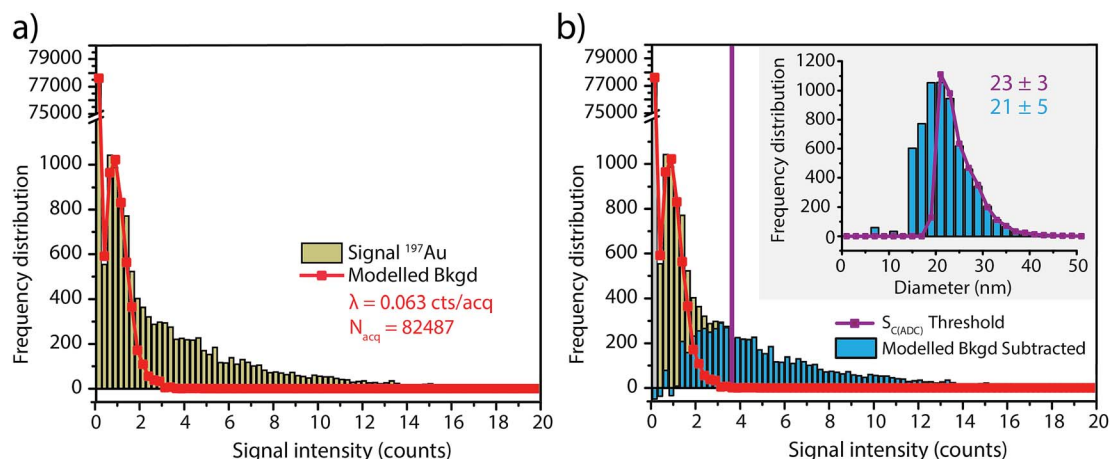 a)
79000
77000
75000
1000
800
600
400
200
0
Frequency distribution
Signal ¹⁹⁷Au
Modelled Bkgd
λ = 0.063 cts/acq
N_acq = 82487
0 2 4 6 8 10 12 14 16 18 20
Signal intensity (counts)
b)
79000
77000
75000
1000
800
600
400
200
0
Frequency distribution
1200
1000
800
600
400
200
0
Frequency distribution
23 ± 3
21 ± 5
0 10 20 30 40 50
Diameter (nm)
S_C(ADC) Threshold
Modelled Bkgd Subtracted
0 2 4 6 8 10 12 14 16 18 20
Signal intensity (counts)